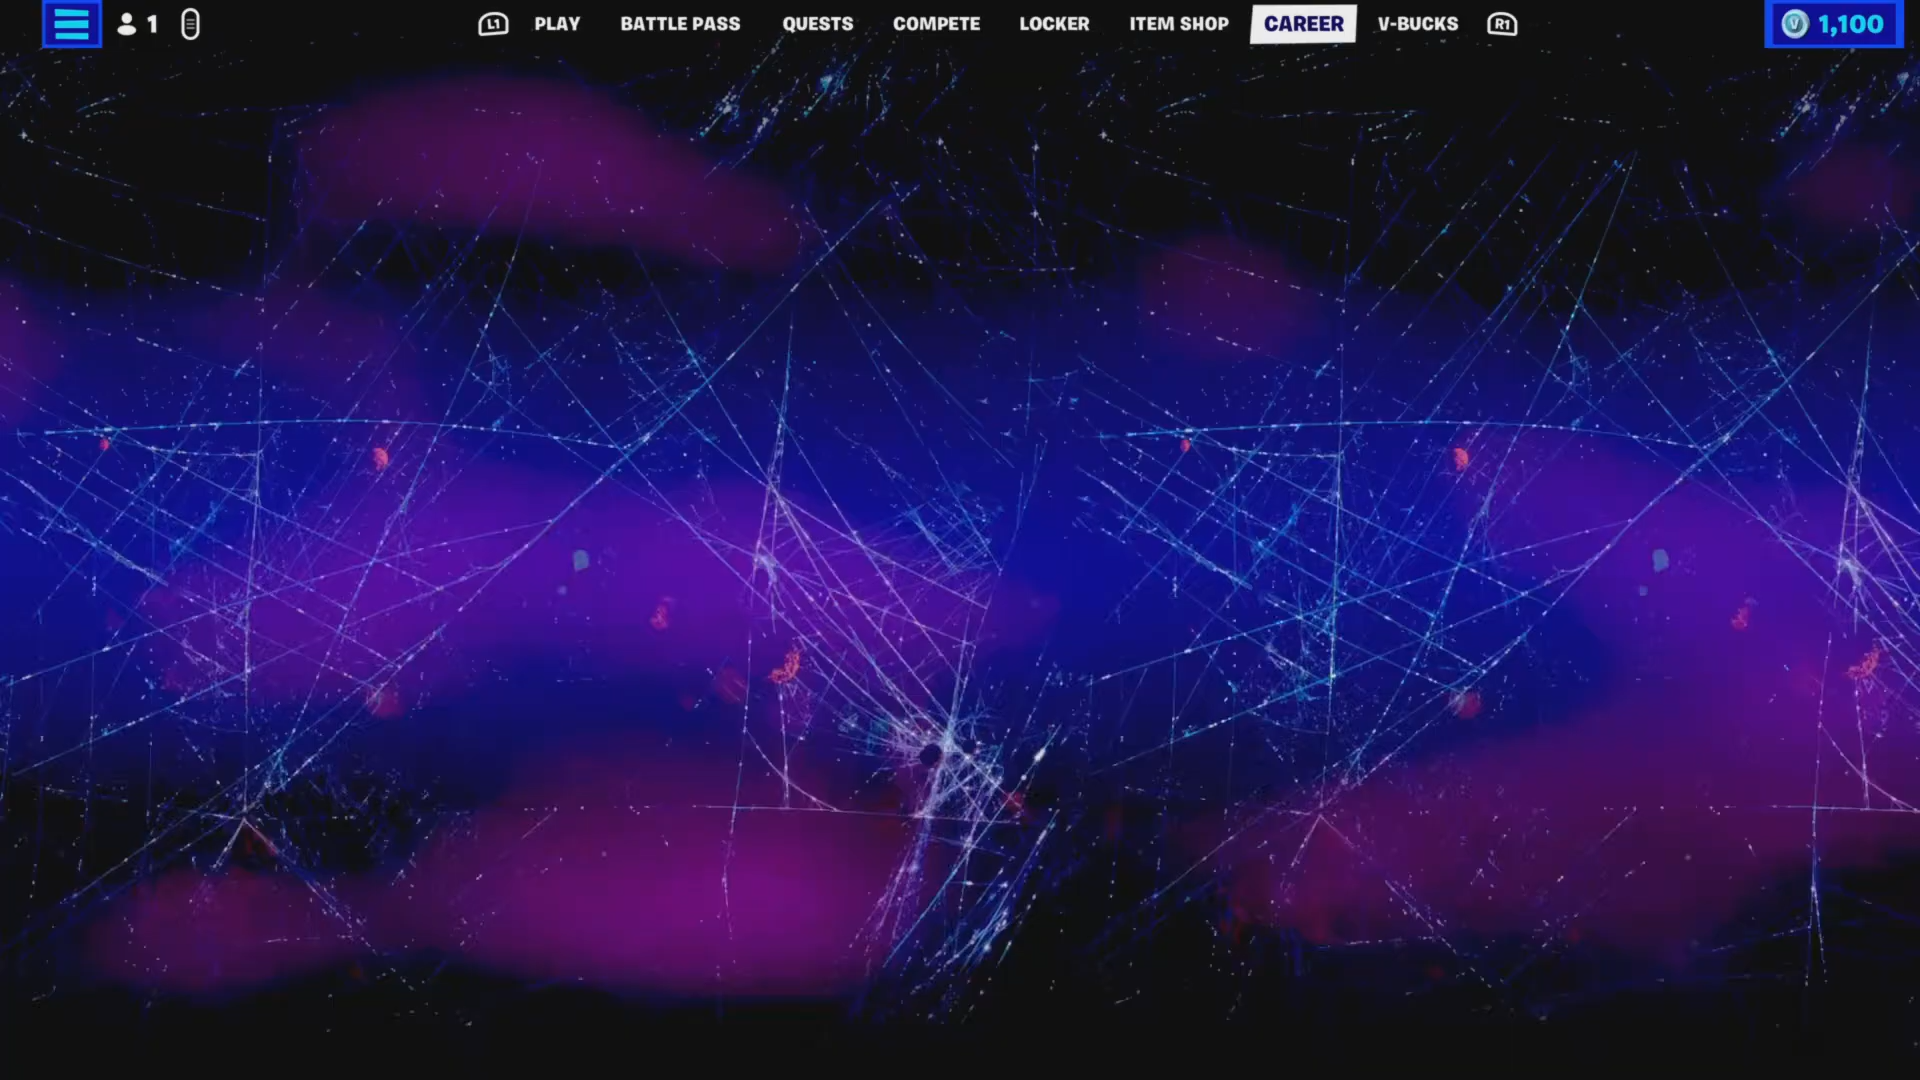 1
L1
PLAY
BATTLE PASS
QUESTS
COMPETE
LOCKER
ITEM SHOP
CAREER
V-BUCKS
R1
V
1,100